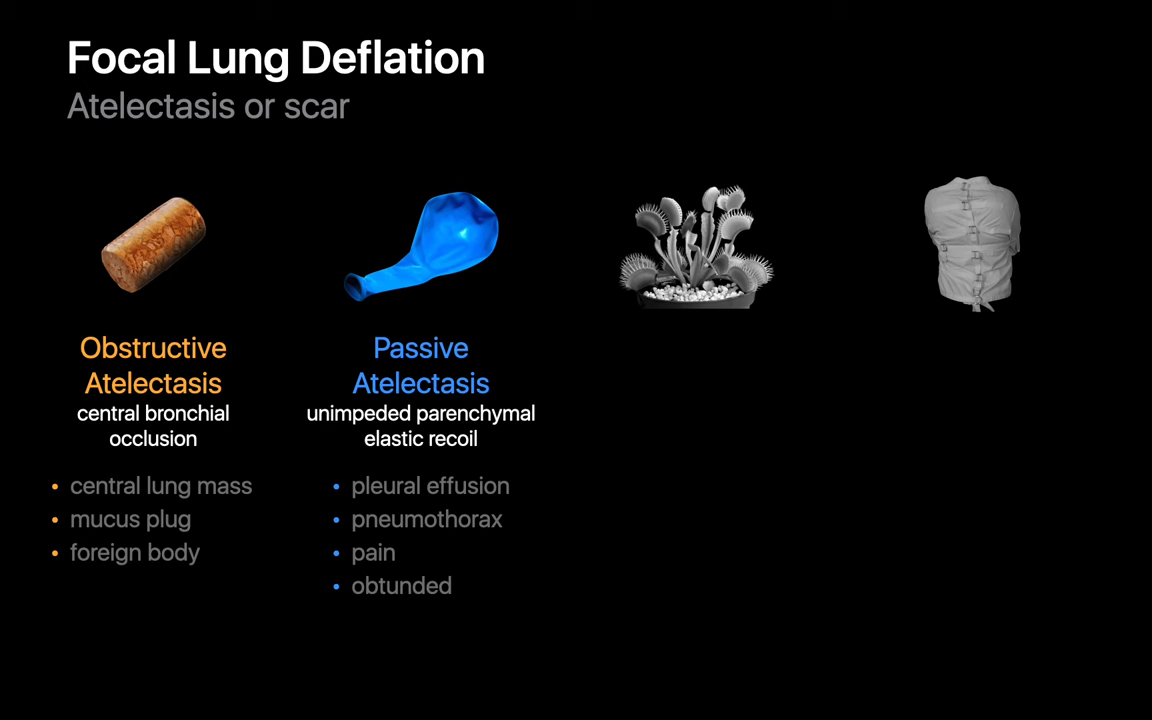 Focal Lung Deflation
Atelectasis or scar
Obstructive
Atelectasis
central bronchial
occlusion
• central lung mass
• mucus plug
• foreign body
Passive
Atelectasis
unimpeded parenchymal
elastic recoil
• pleural effusion
• pneumothorax
• pain
• obtunded